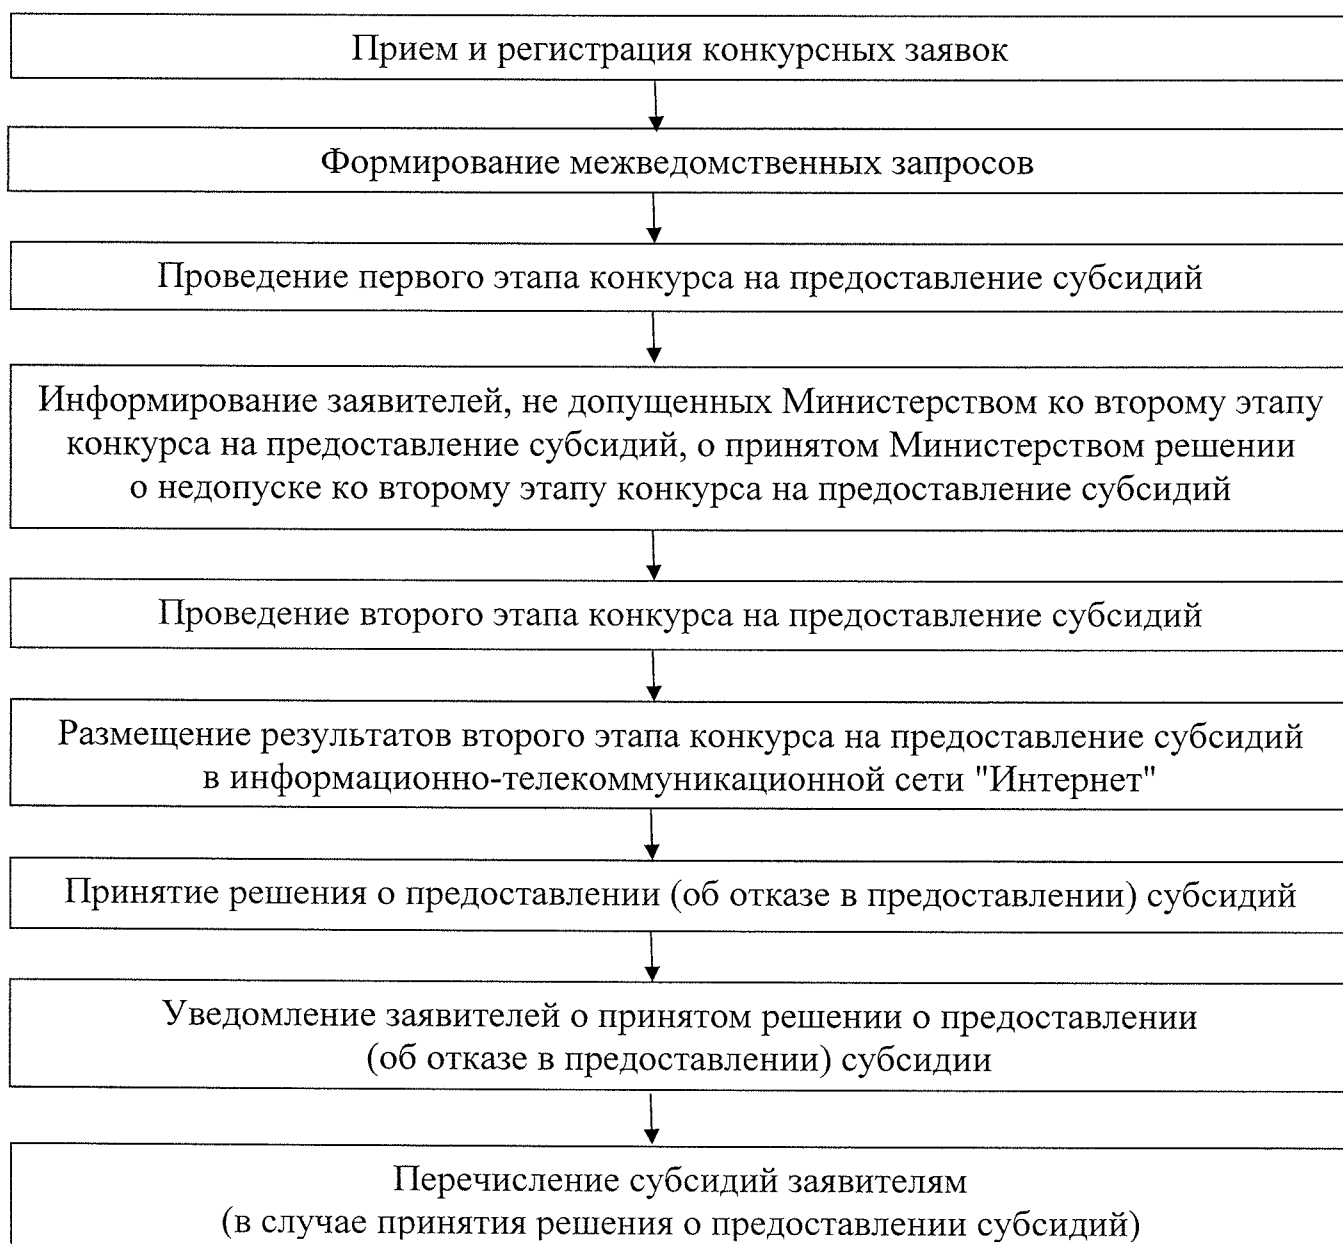 Прием и регистрация конкурсных заявок
Формирование межведомственных запросов
Проведение первого этапа конкурса на предоставление субсидий
Информирование заявителей, не допущенных Министерством ко второму этапу
конкурса на предоставление субсидий, о принятом Министерством решении
о недопуске ко второму этапу конкурса на предоставление субсидий
Проведение второго этапа конкурса на предоставление субсидий
Размещение результатов второго этапа конкурса на предоставление субсидий
в информационно-телекоммуникационной сети "Интернет"
Принятие решения о предоставлении (об отказе в предоставлении) субсидий
Уведомление заявителей о принятом решении о предоставлении
(об отказе в предоставлении) субсидии
Перечисление субсидий заявителям
(в случае принятия решения о предоставлении субсидий)